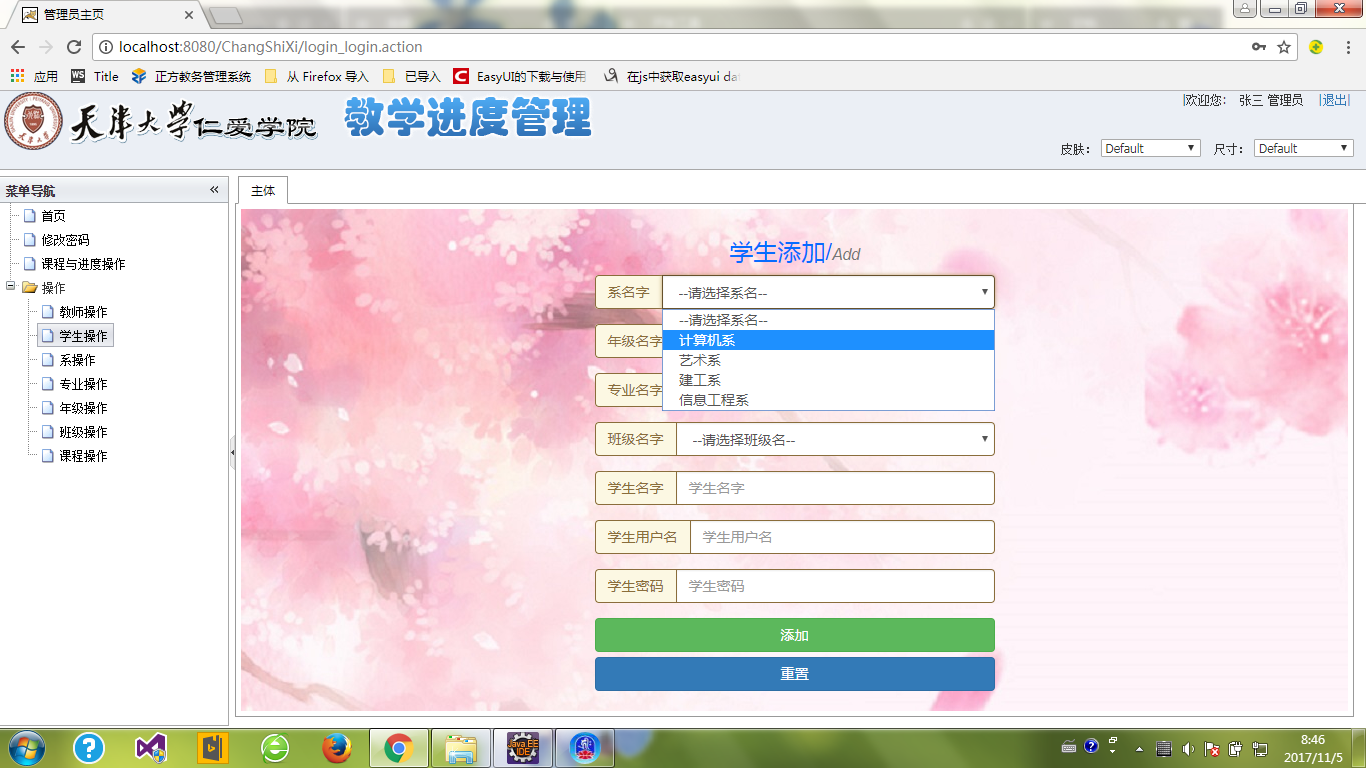 管理员主页
localhost:8080/ChangShiXi/login_login.action
应用 WS Title 正方教务管理系统 从 Firefox 导入 已导入 C EasyUI的下载与使用 在js中获取easyui dat
天津大学仁爱学院 教学进度管理
|欢迎您： 张三 管理员 |退出|
皮肤： Default 尺寸： Default
菜单导航
主体
首页
修改密码
课程与进度操作
操作
教师操作
学生操作
系操作
专业操作
年级操作
班级操作
课程操作
学生添加/Add
系名字 --请选择系名--
--请选择系名--
年级名字 计算机系
艺术系
专业名字 建工系
信息工程系
班级名字 --请选择班级名--
学生名字 学生名字
学生用户名 学生用户名
学生密码 学生密码
添加
重置
Java EE
IDE
8:46
2017/11/5